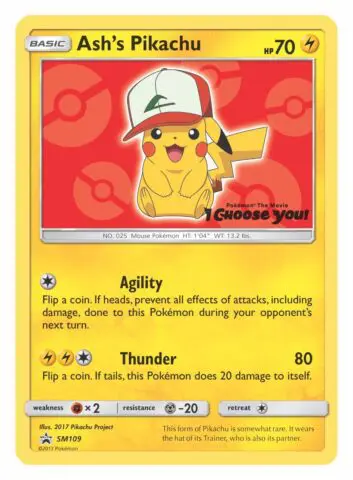 BASIC Ash's Pikachu HP70
Pokémon The Movie
I Choose You!
NO. 025 Mouse Pokémon HT: 1'04" WT: 13.2 lbs.
Agility
Flip a coin. If heads, prevent all effects of attacks, including
damage, done to this Pokémon during your opponent's
next turn.
Thunder 80
Flip a coin. If tails, this Pokémon does 20 damage to itself.
weakness × 2 resistance -20 retreat
Illus. 2017 Pikachu Project
SM109
©2017 Pokémon
This form of Pikachu is somewhat rare. It wears
the hat of its Trainer, who is also its partner.